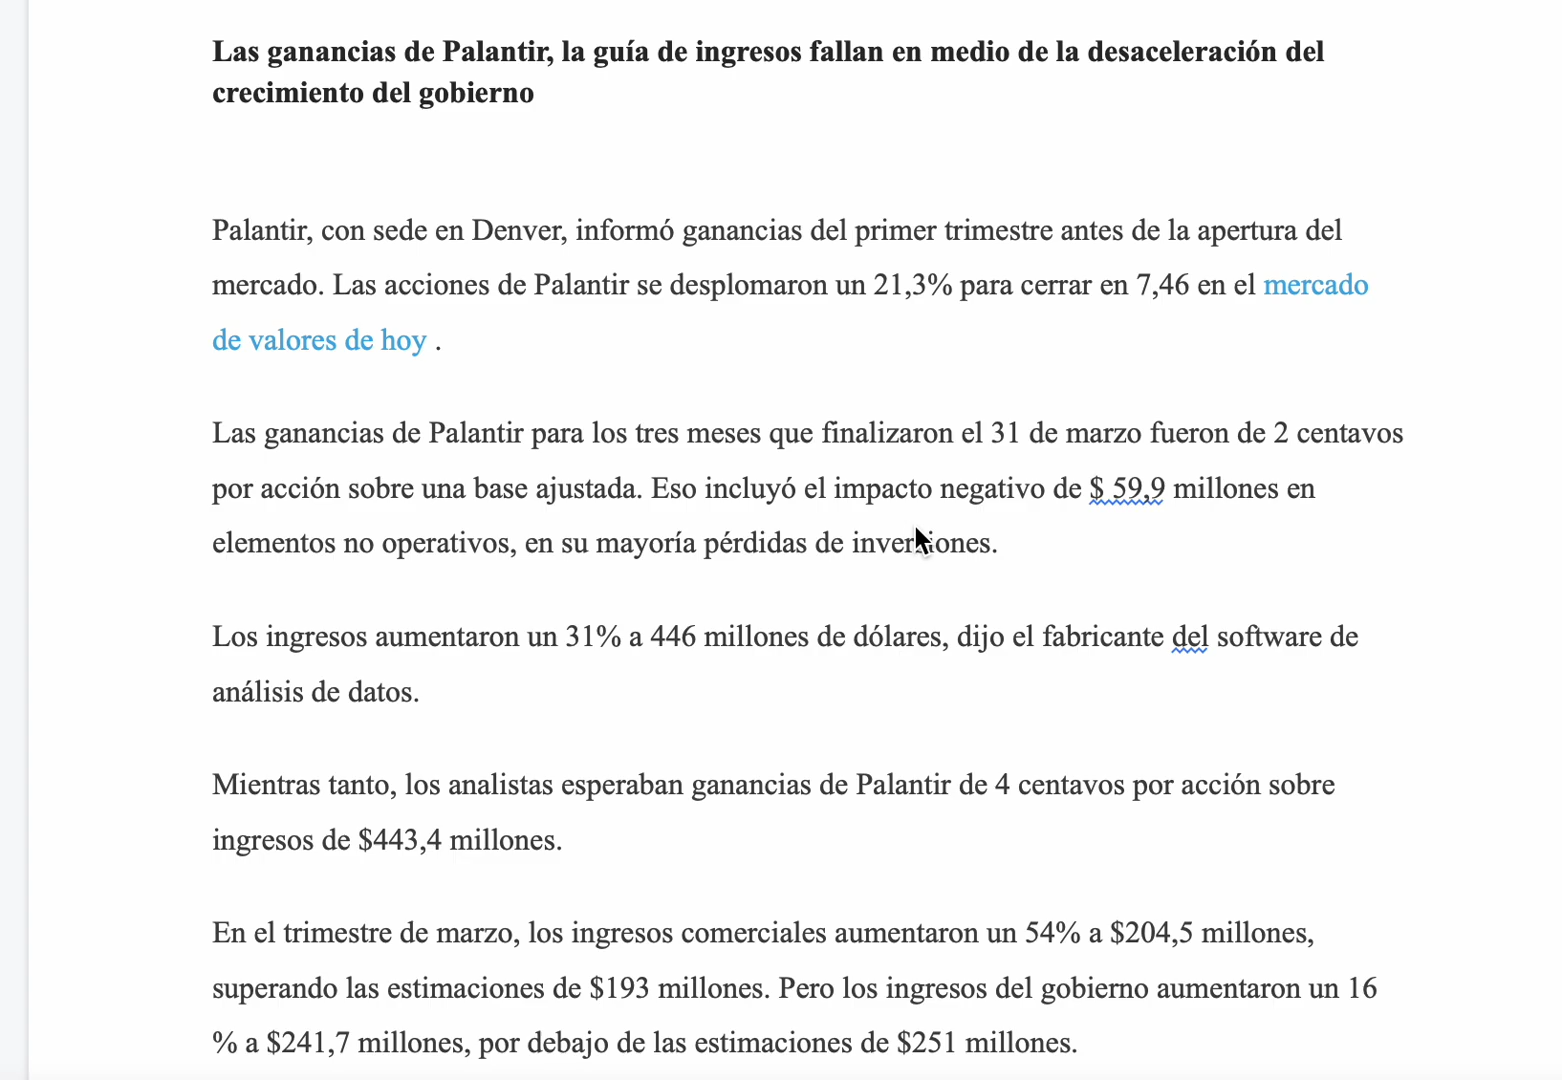 Las ganancias de Palantir, la guía de ingresos fallan en medio de la desaceleración del
crecimiento del gobierno
Palantir, con sede en Denver, informó ganancias del primer trimestre antes de la apertura del
mercado. Las acciones de Palantir se desplomaron un 21,3% para cerrar en 7,46 en el mercado
de valores de hoy .
Las ganancias de Palantir para los tres meses que finalizaron el 31 de marzo fueron de 2 centavos
por acción sobre una base ajustada. Eso incluyó el impacto negativo de $ 59,9 millones en
elementos no operativos, en su mayoría pérdidas de inversiones.
Los ingresos aumentaron un 31% a 446 millones de dólares, dijo el fabricante del software de
análisis de datos.
Mientras tanto, los analistas esperaban ganancias de Palantir de 4 centavos por acción sobre
ingresos de $443,4 millones.
En el trimestre de marzo, los ingresos comerciales aumentaron un 54% a $204,5 millones,
superando las estimaciones de $193 millones. Pero los ingresos del gobierno aumentaron un 16
% a $241,7 millones, por debajo de las estimaciones de $251 millones.